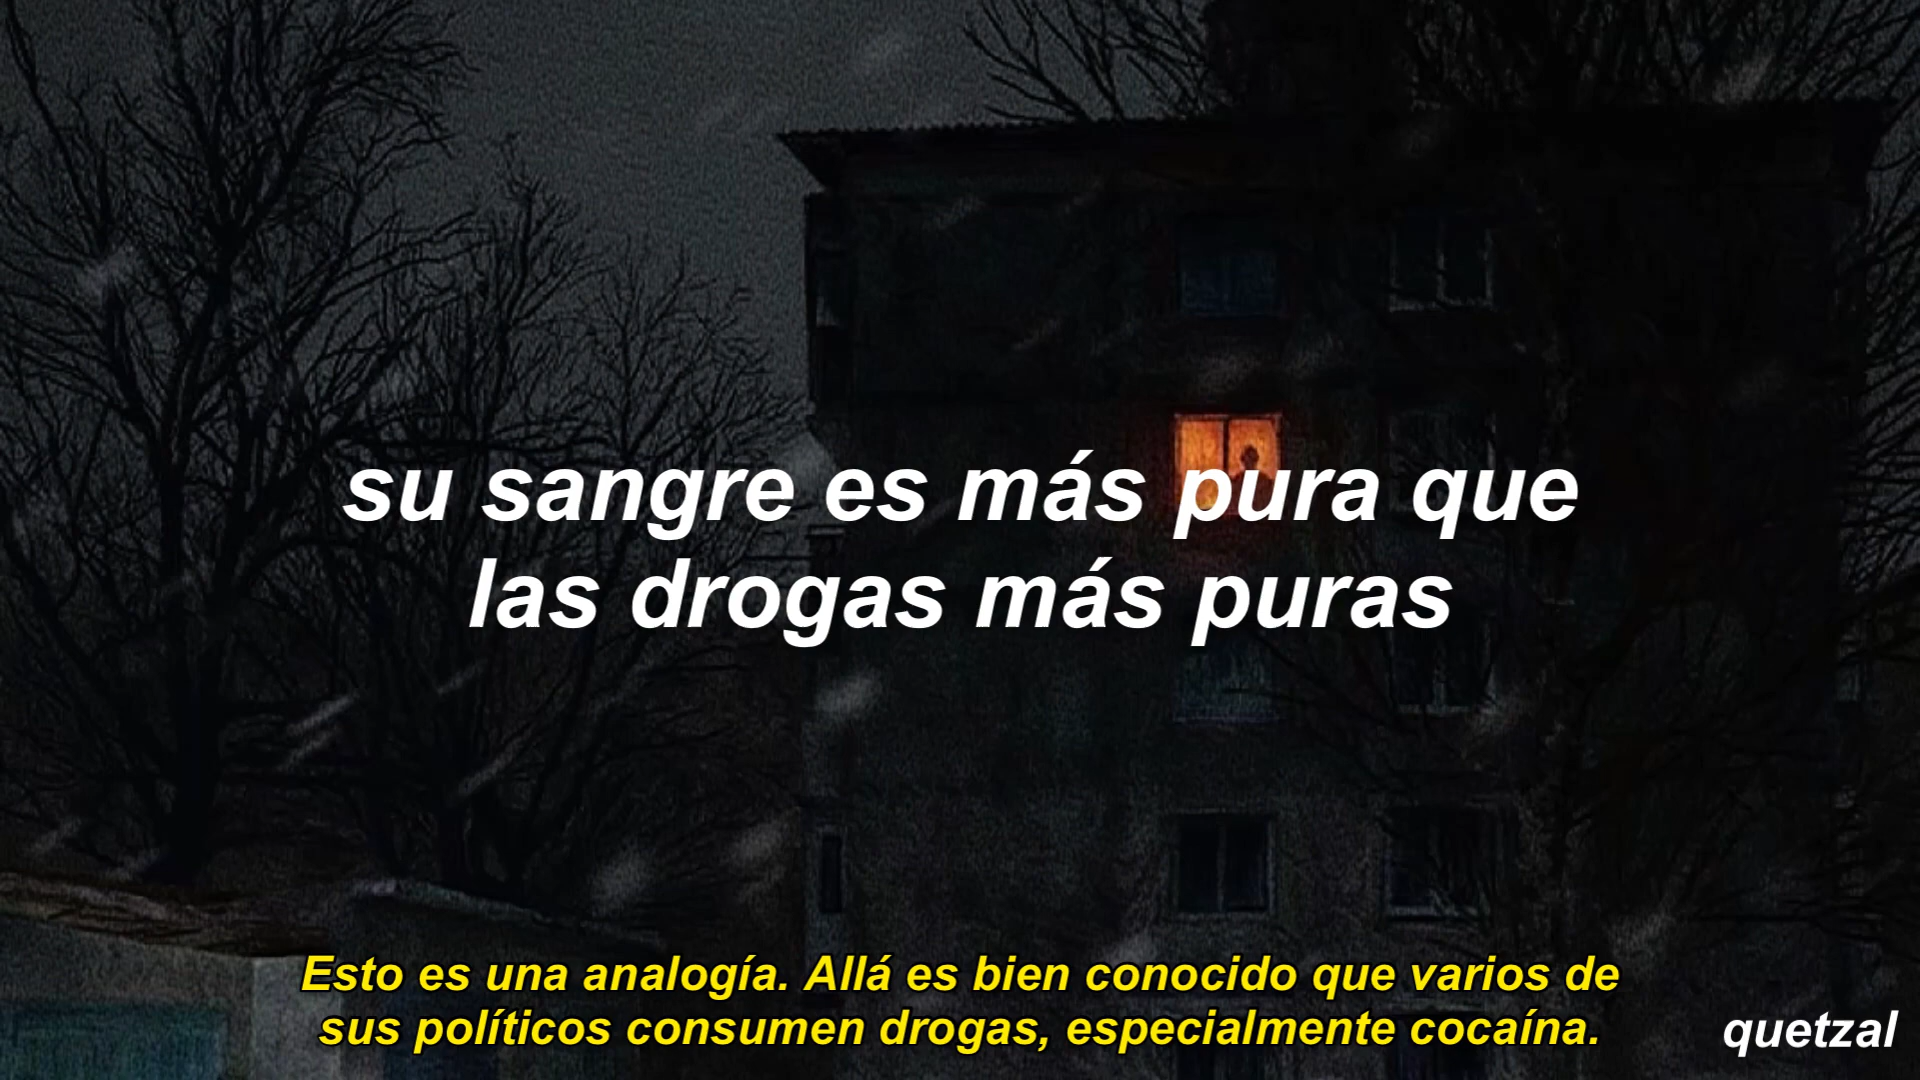 su sangre es más pura que
las drogas más puras
Esto es una analogía. Allá es bien conocido que varios de
sus políticos consumen drogas, especialmente cocaína.
quetzal